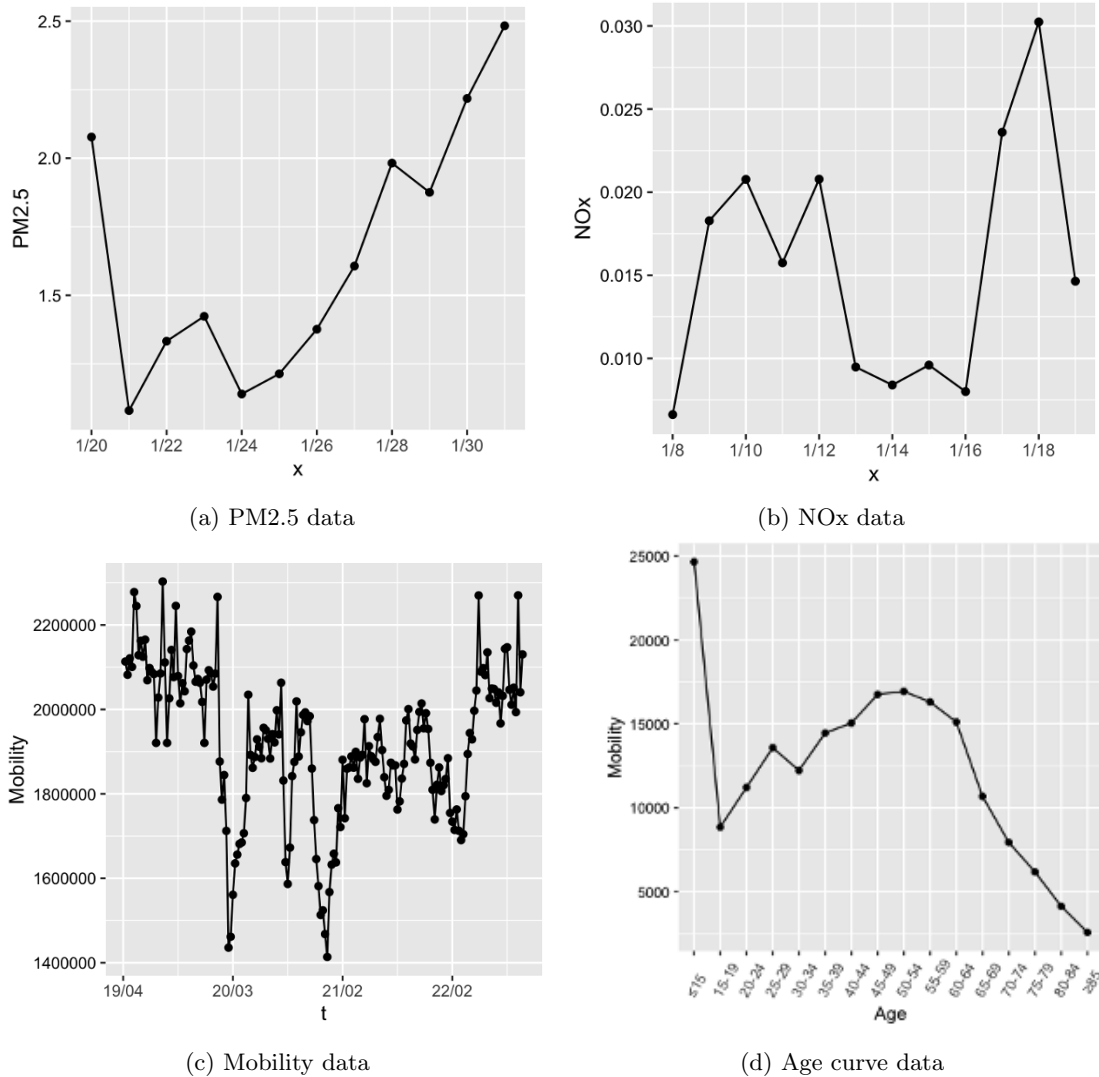 2.5
2.0
1.5
PM2.5
1/20 1/22 1/24 1/26 1/28 1/30
x
(a) PM2.5 data
0.030
0.025
0.020
0.015
0.010
NOx
1/8 1/10 1/12 1/14 1/16 1/18
x
(b) NOx data
2200000
2000000
1800000
1600000
1400000
Mobility
19/04 20/03 21/02 22/02
t
(c) Mobility data
25000
20000
15000
10000
5000
Mobility
≤15 15-19 20-24 25-29 30-34 35-39 40-44 45-49 50-54 55-59 60-64 65-69 70-74 75-79 80-84 ≥85
Age
(d) Age curve data